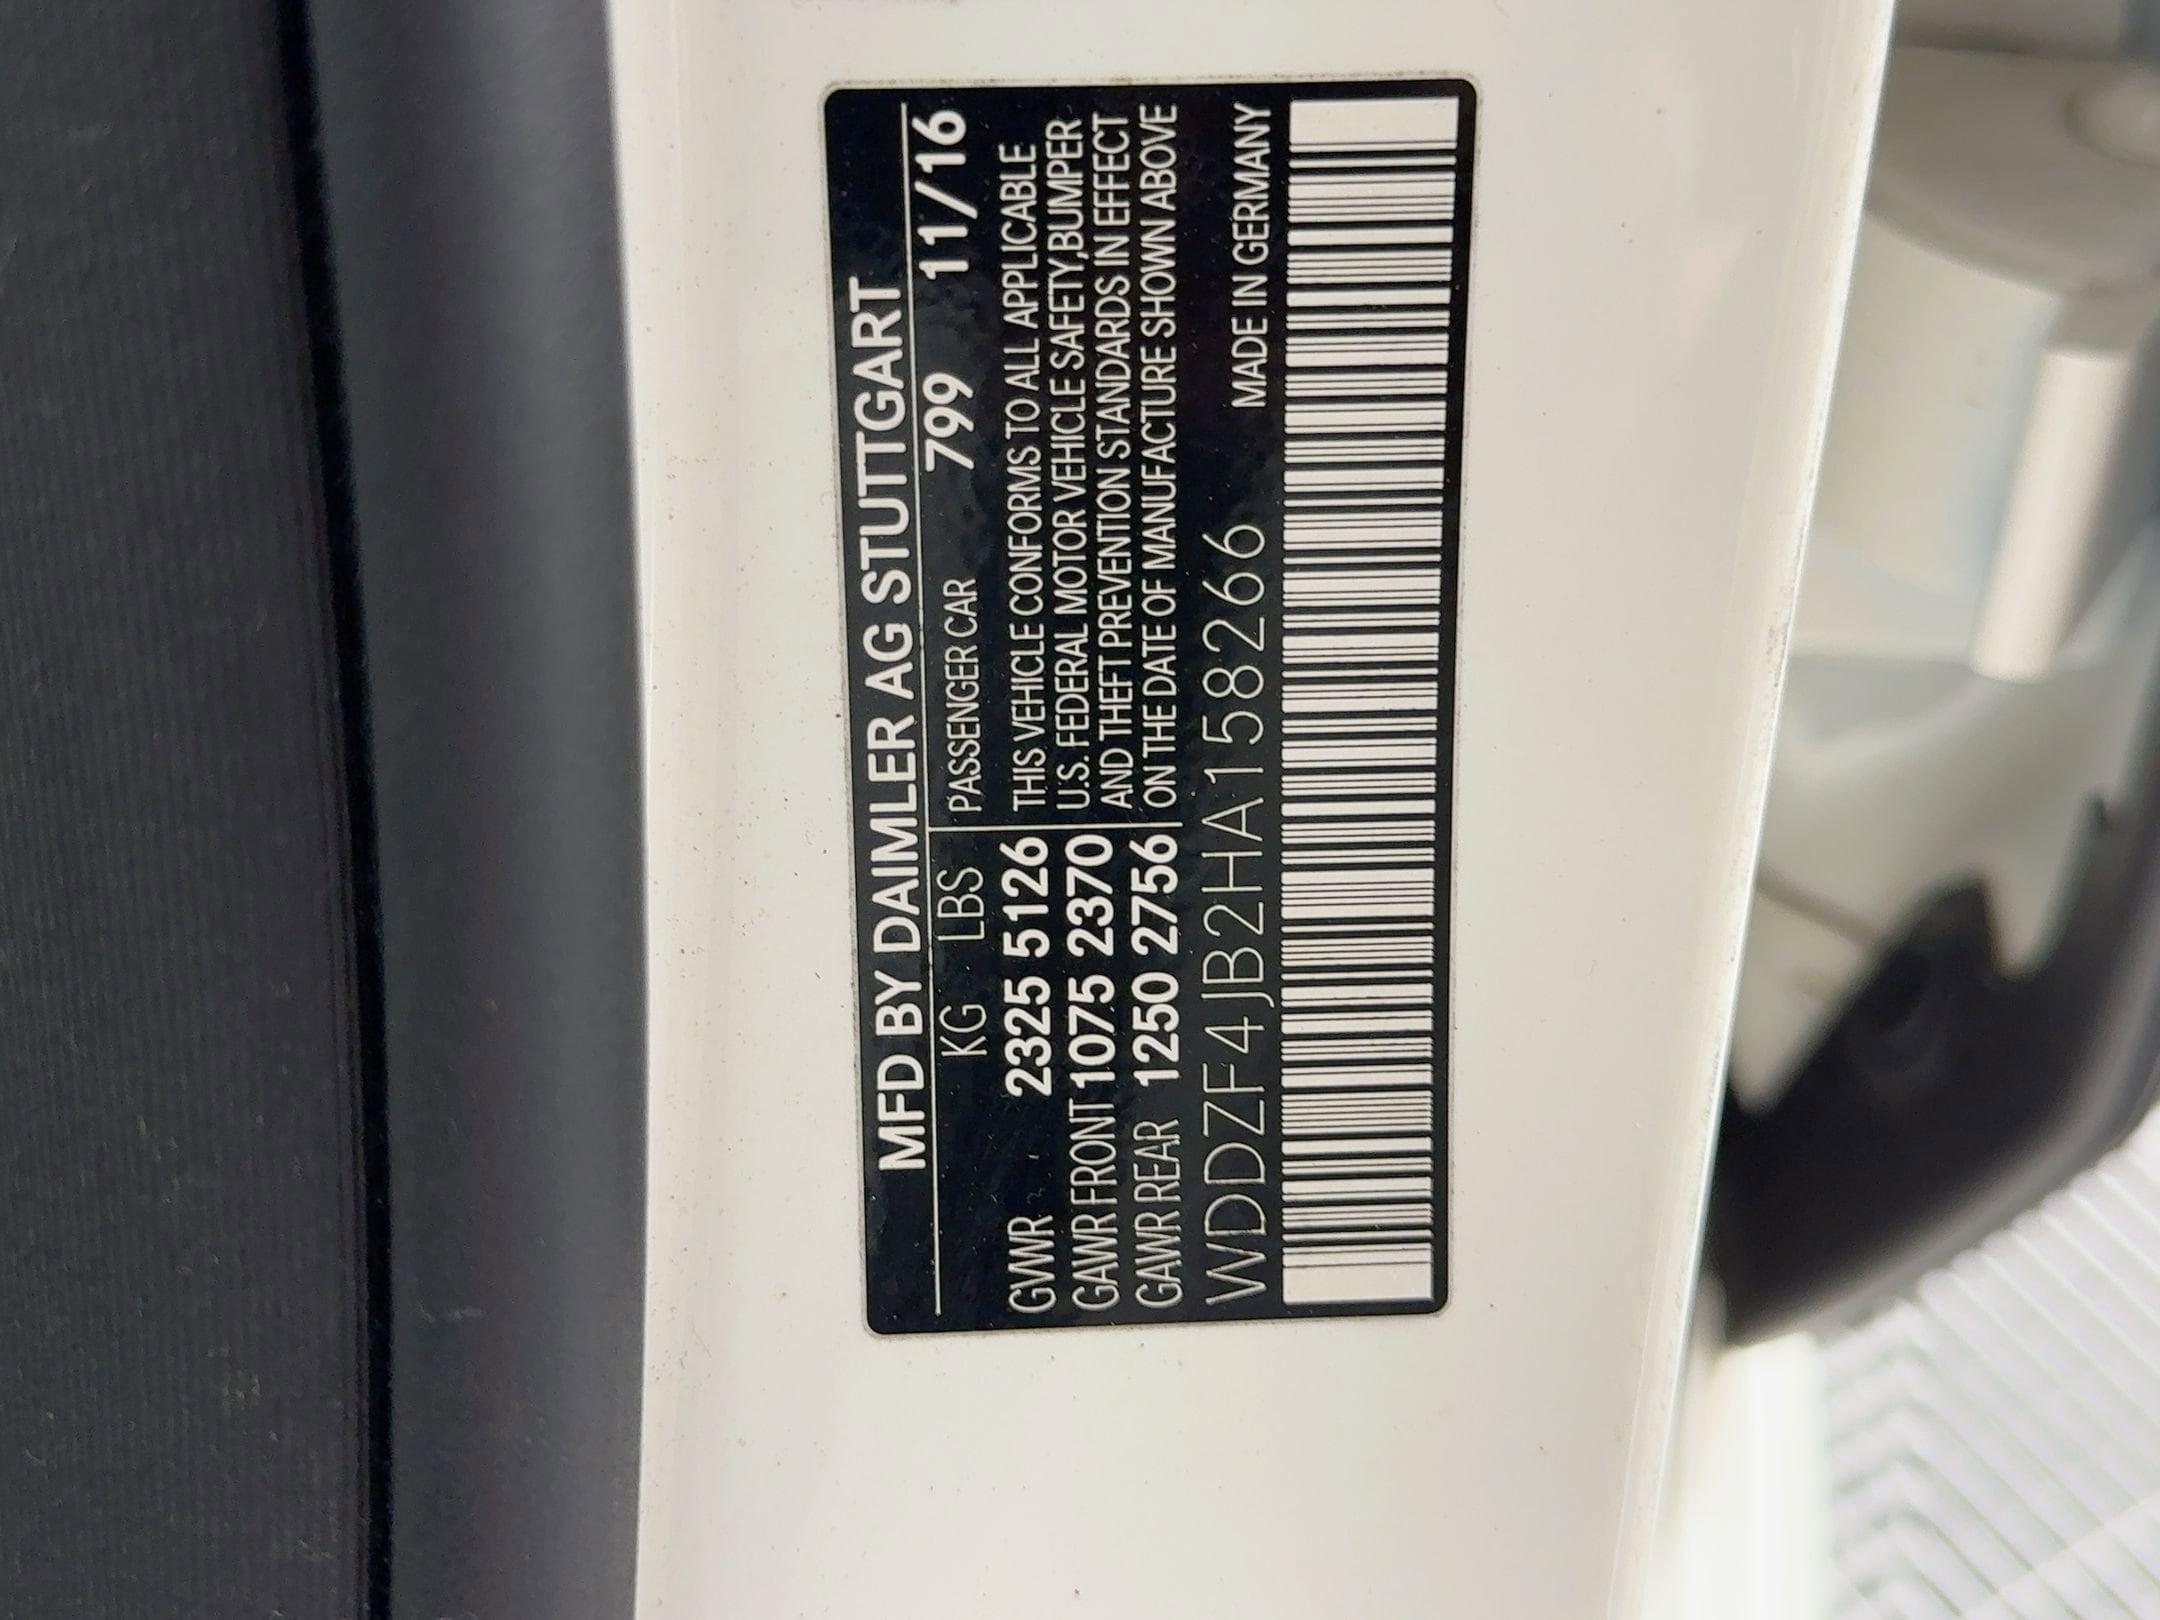 MFD BY DAIMLER AG STUTTGART
KG LBS PASSENGER CAR 799 11/16
GVWR 2325 5126 THIS VEHICLE CONFORMS TO ALL APPLICABLE
GAWR FRONT 1075 2370 U.S. FEDERAL MOTOR VEHICLE SAFETY,BUMPER
AND THEFT PREVENTION STANDARDS IN EFFECT
GAWR REAR 1250 2756 ON THE DATE OF MANUFACTURE SHOWN ABOVE
WDDZF4JB2HA158266 MADE IN GERMANY